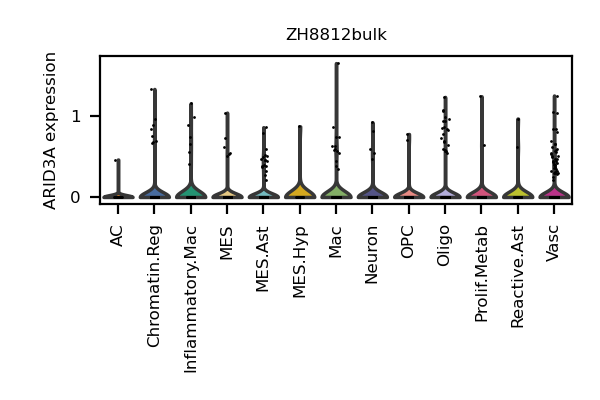 ZH8812bulk
ARID3A expression
1
0
AC
Chromatin.Reg
Inflammatory.Mac
MES
MES.Ast
MES.Hyp
Mac
Neuron
OPC
Oligo
Prolif.Metab
Reactive.Ast
Vasc